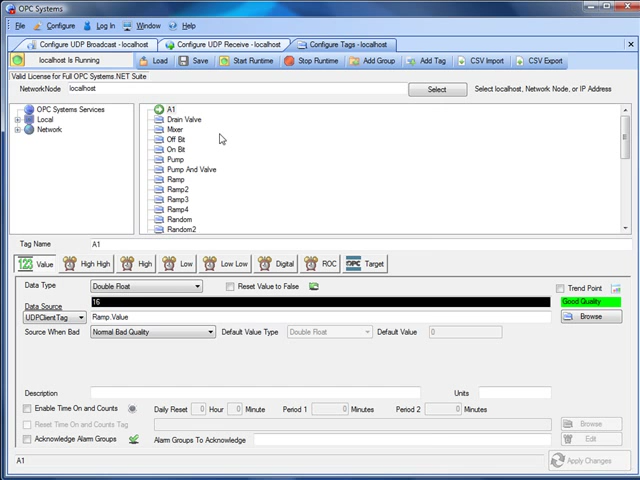 OPC Systems
File Configure Log In Window Help
Configure UDP Broadcast - localhost Configure UDP Receive - localhost Configure Tags - localhost
localhost Is Running Load Save Start Runtime Stop Runtime Add Group Add Tag CSV Import CSV Export
Valid License for Full OPC Systems.NET Suite
NetworkNode localhost Select Select localhost, Network Node, or IP Address
OPC Systems Services
Local
Network
A1
Drain Valve
Mixer
Off Bit
On Bit
Pump
Pump And Valve
Ramp
Ramp2
Ramp3
Ramp4
Random
Random2
Tag Name A1
123 Value High High High Low Low Low Digital ROC OPC Target
Data Type Double Float Reset Value to False Trend Point
Data Source 16 Good Quality
UDPClientTag Ramp.Value Browse
Source When Bad Normal Bad Quality Default Value Type Double Float Default Value 0
Description Units
Enable Time On and Counts Daily Reset 0 Hour 0 Minute Period 1 0 Minutes Period 2 0 Minutes
Reset Time On and Counts Tag Browse
Acknowledge Alarm Groups Alarm Groups To Acknowledge Edit
A1 Apply Changes